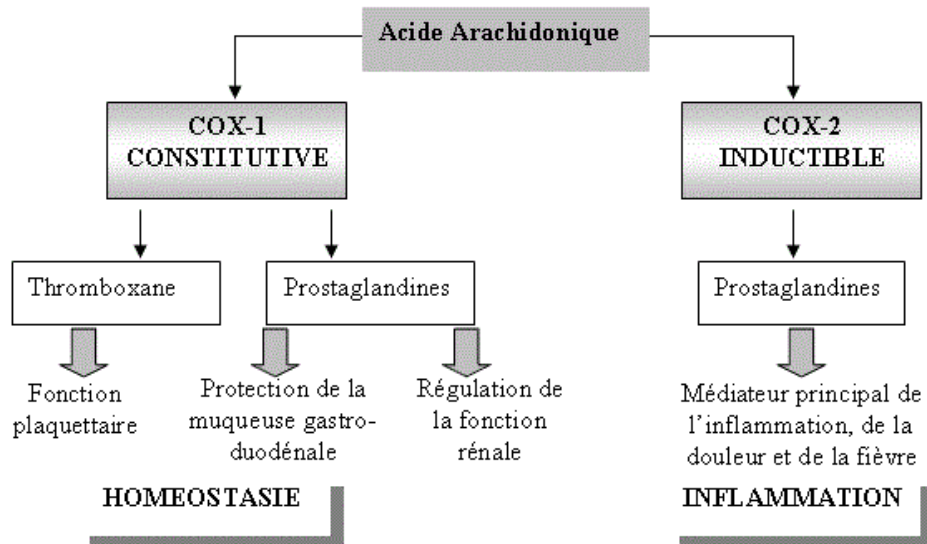 Acide Arachidonique
COX-1
CONSTITUTIVE
COX-2
INDUCTIBLE
Thromboxane
Prostaglandines
Prostaglandines
Fonction
plaquettaire
Protection de la
muqueuse gastro-
duodénale
Régulation de
la fonction
rénale
Médiateur principal de
l’inflammation, de la
douleur et de la fièvre
HOMEOSTASIE
INFLAMMATION